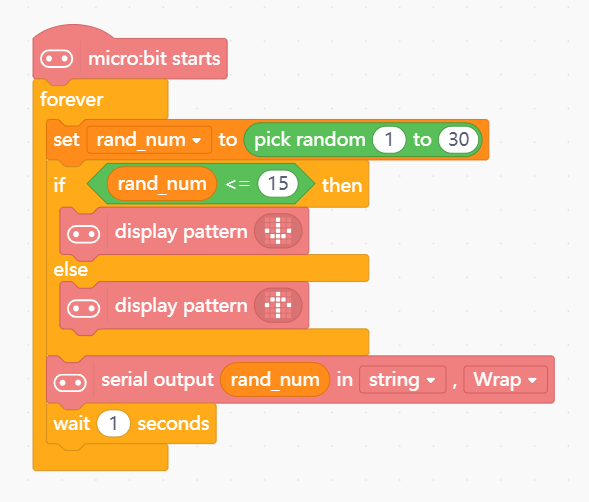 micro:bit starts
forever
set rand_num to pick random 1 to 30
if rand_num <= 15 then
display pattern
else
display pattern
serial output rand_num in string , Wrap
wait 1 seconds